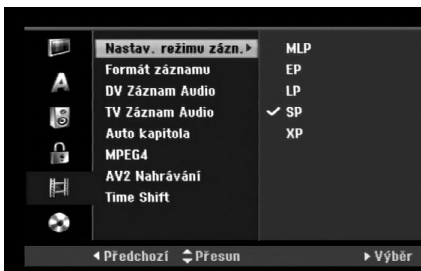 Nastav. režimu zázn. MLP
Formát záznamu EP
DV Záznam Audio LP
TV Záznam Audio ✓ SP
Auto kapitola XP
MPEG4
AV2 Nahrávání
Time Shift
Předchozí Přesun Výběr